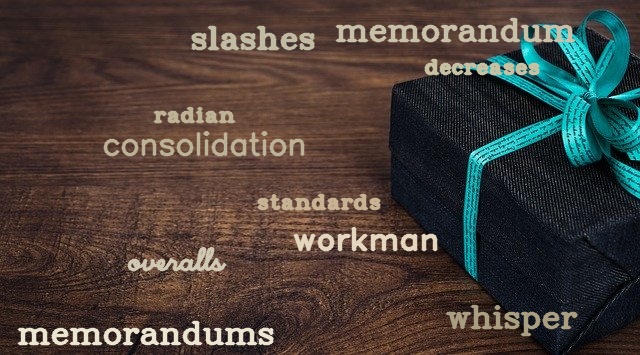 slashes
memorandum
decreases
radian
consolidation
standards
workman
overalls
whisper
memorandums